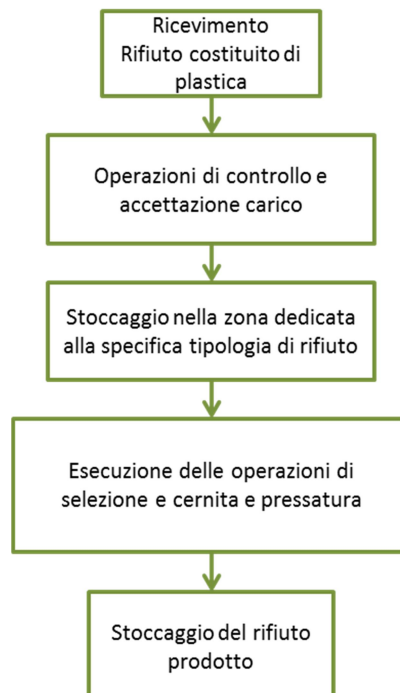 Ricevimento
Rifiuto costituito di
plastica
Operazioni di controllo e
accettazione carico
Stoccaggio nella zona dedicata
alla specifica tipologia di rifiuto
Esecuzione delle operazioni di
selezione e cernita e pressatura
Stoccaggio del rifiuto
prodotto